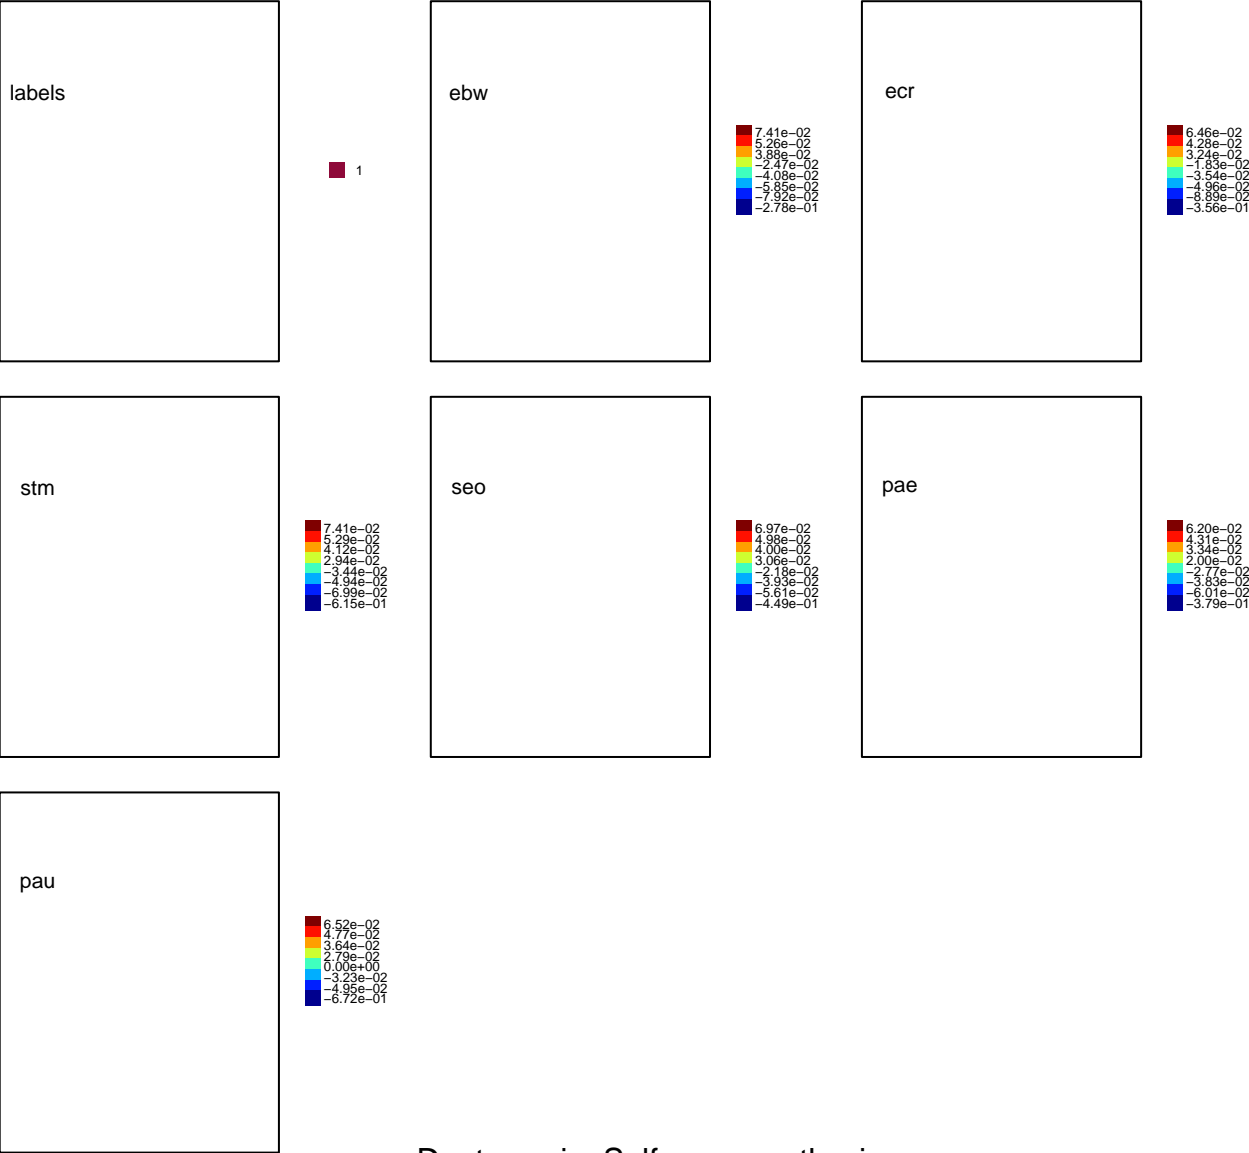 labels
1
ebw
7.41e−02
5.26e−02
3.88e−02
−2.47e−02
−4.08e−02
−5.85e−02
−7.92e−02
−2.78e−01
ecr
6.46e−02
4.28e−02
3.24e−02
−1.83e−02
−3.54e−02
−4.96e−02
−8.89e−02
−3.56e−01
stm
7.41e−02
5.29e−02
4.12e−02
2.94e−02
−3.44e−02
−4.94e−02
−6.99e−02
−6.15e−01
seo
6.97e−02
4.98e−02
4.00e−02
3.06e−02
−2.18e−02
−3.93e−02
−5.61e−02
−4.49e−01
pae
6.20e−02
4.31e−02
3.34e−02
2.00e−02
−2.77e−02
−3.83e−02
−6.01e−02
−3.79e−01
pau
6.52e−02
4.77e−02
3.64e−02
2.79e−02
0.00e+00
−3.23e−02
−4.95e−02
−6.72e−01